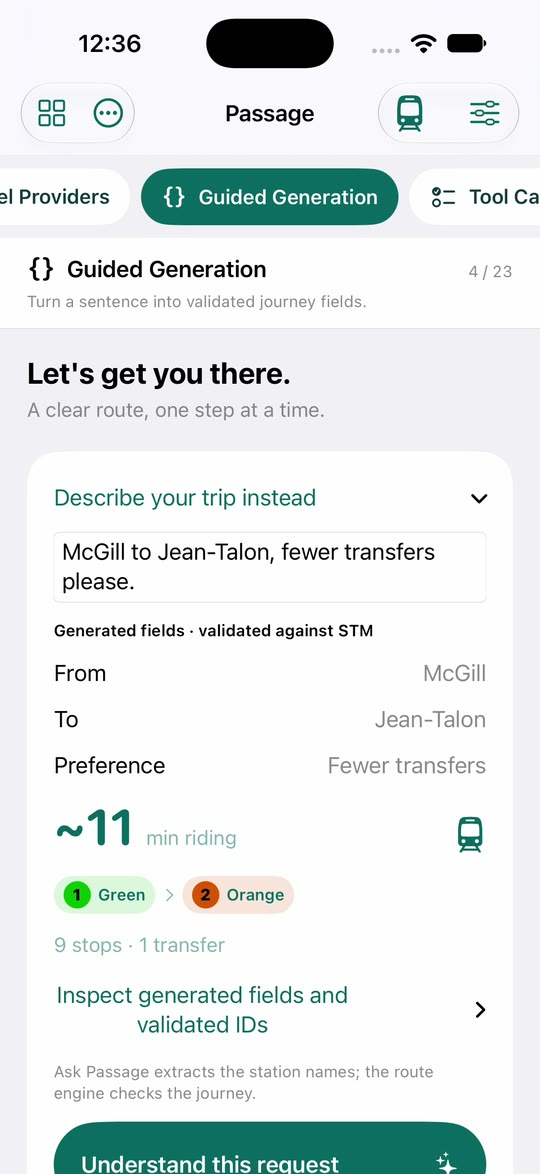 12:36
Passage
el Providers
{} Guided Generation
Tool Ca
{} Guided Generation
4 / 23
Turn a sentence into validated journey fields.
Let's get you there.
A clear route, one step at a time.
Describe your trip instead
McGill to Jean-Talon, fewer transfers
please.
Generated fields · validated against STM
From
McGill
To
Jean-Talon
Preference
Fewer transfers
~11 min riding
1 Green
2 Orange
9 stops · 1 transfer
Inspect generated fields and
validated IDs
Ask Passage extracts the station names; the route
engine checks the journey.
Understand this request